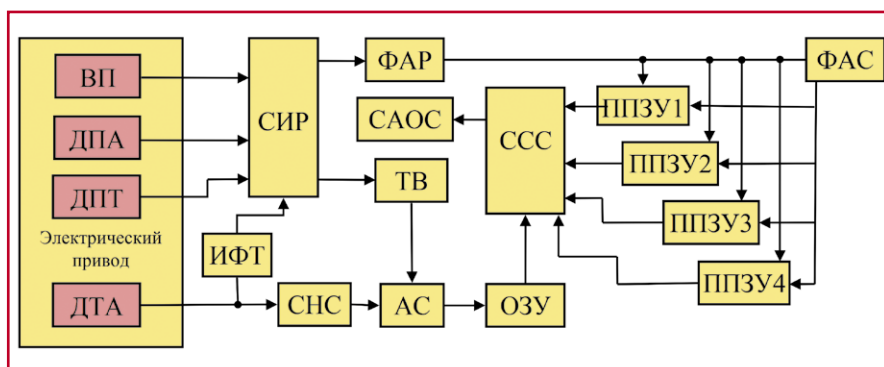 ВП
ДПА
ДПТ
Электрический
привод
ДТА
СИР
ИФТ
СНС
ФАР
САОС
ТВ
АС
ССС
ОЗУ
ППЗУ1
ППЗУ2
ППЗУ3
ППЗУ4
ФАС